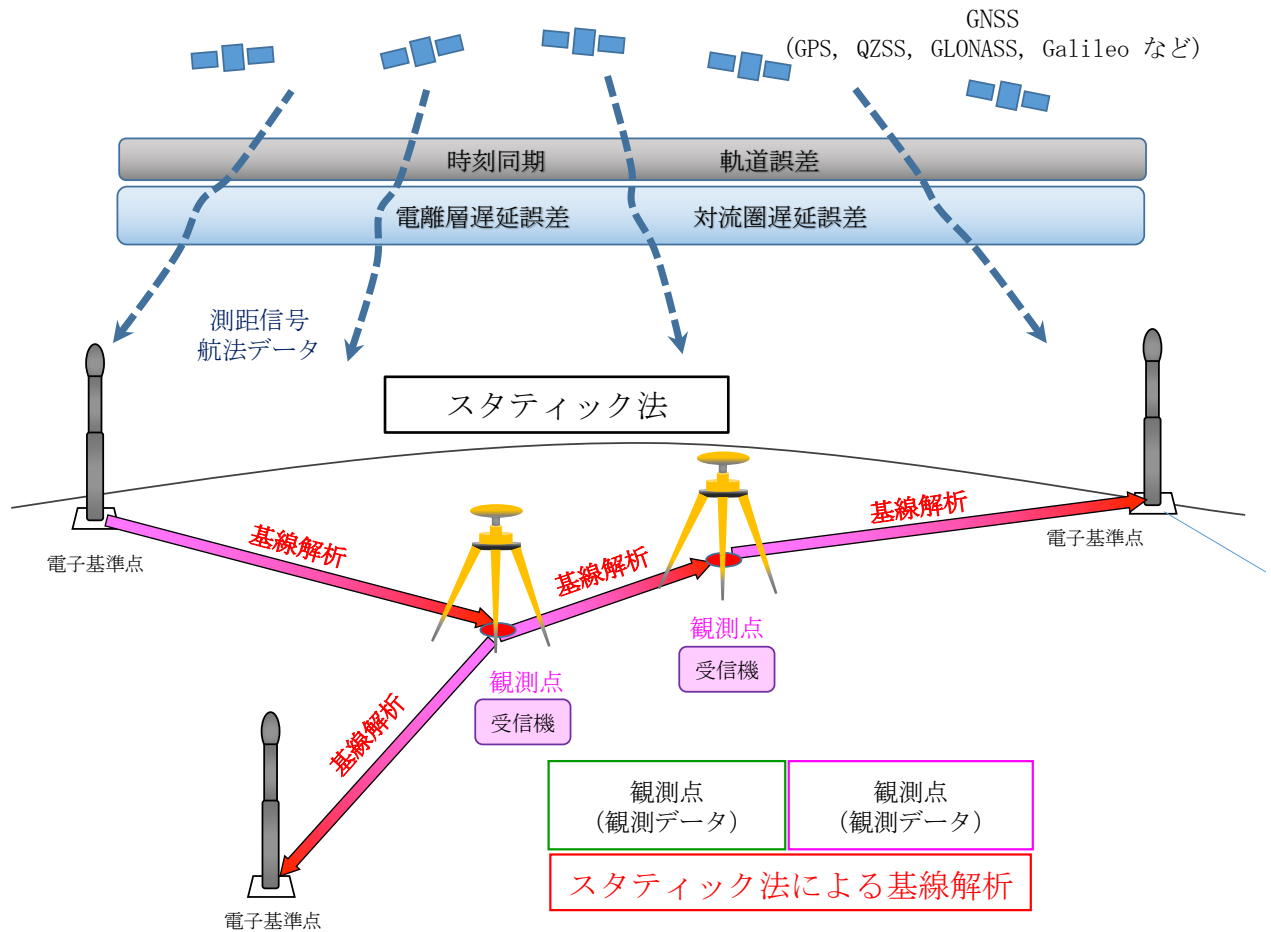 GNSS
(GPS, QZSS, GLONASS, Galileo など)
時刻同期
軌道誤差
電離層遅延誤差
対流圏遅延誤差
測距信号
航法データ
スタティック法
基線解析
基線解析
基線解析
電子基準点
電子基準点
観測点
受信機
観測点
受信機
基線解析
観測点
(観測データ)
観測点
(観測データ)
スタティック法による基線解析
電子基準点